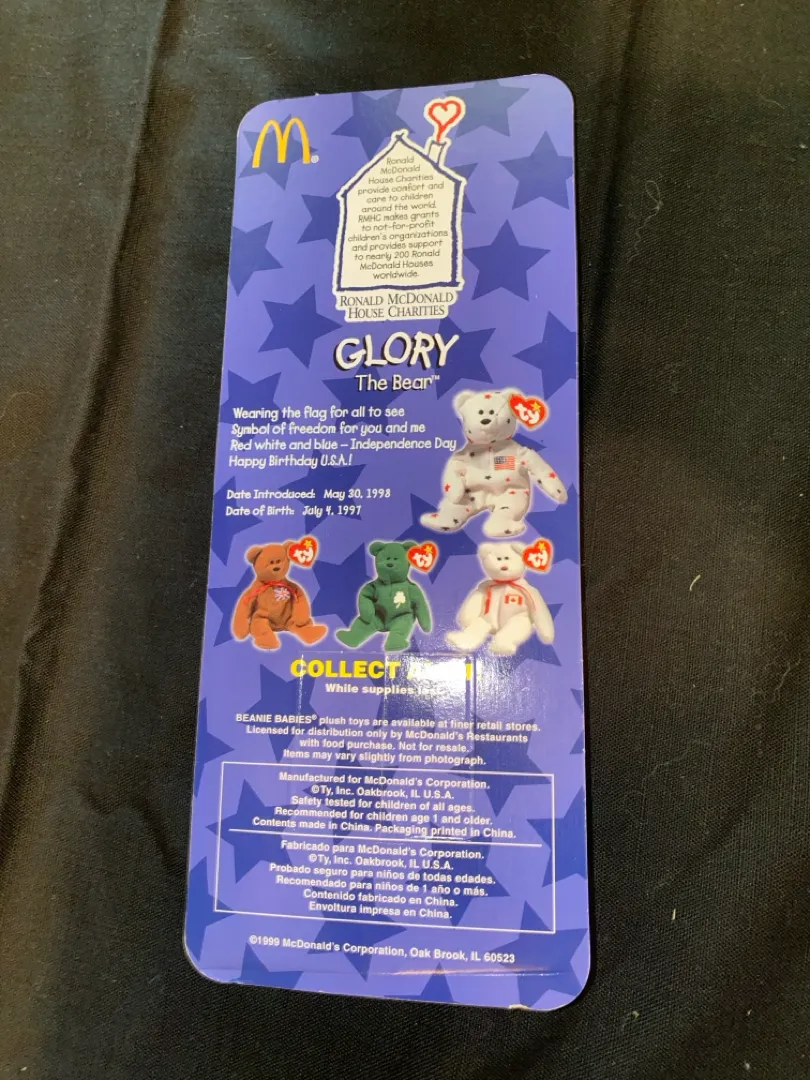 Ronald
McDonald
House Charities
provide comfort and
care to children
around the world.
RMHC makes grants
to not-for-profit
children's organizations
and provides support
to nearly 200 Ronald
McDonald Houses
worldwide.
RONALD MCDONALD
HOUSE CHARITIES
GLORY
The Bear™
Wearing the flag for all to see
Symbol of freedom for you and me
Red white and blue – Independence Day
Happy Birthday U.S.A.!
Date Introduced: May 30, 1998
Date of Birth: July 4, 1997
ty
ty
ty
ty
COLLECT
While supplies
BEANIE BABIES® plush toys are available at finer retail stores.
Licensed for distribution only by McDonald's Restaurants
with food purchase. Not for resale.
Items may vary slightly from photograph.
Manufactured for McDonald's Corporation.
©Ty, Inc. Oakbrook, IL U.S.A.
Safety tested for children of all ages.
Recommended for children age 1 and older.
Contents made in China. Packaging printed in China.
Fabricado para McDonald's Corporation.
©Ty, Inc. Oakbrook, IL U.S.A.
Probado seguro para niños de todas edades.
Recomendado para niños de 1 año o más.
Contenido fabricado en China.
Envoltura impresa en China.
©1999 McDonald's Corporation, Oak Brook, IL 60523